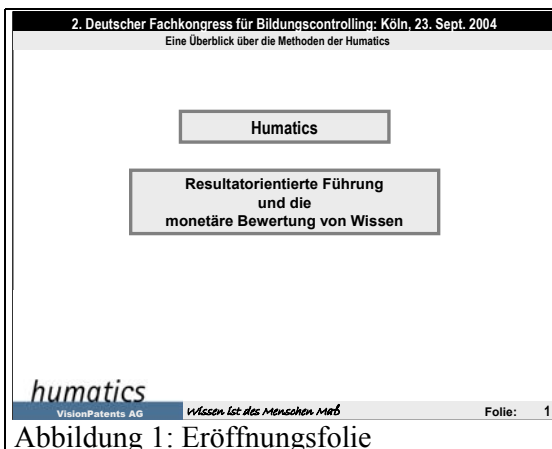 2. Deutscher Fachkongress für Bildungscontrolling: Köln, 23. Sept. 2004
Eine Überblick über die Methoden der Humatics
Humatics
Resultatorientierte Führung
und die
monetäre Bewertung von Wissen
humatics
VisionPatents AG Wissen ist des Menschen Maß Folie: 1
Abbildung 1: Eröffnungsfolie